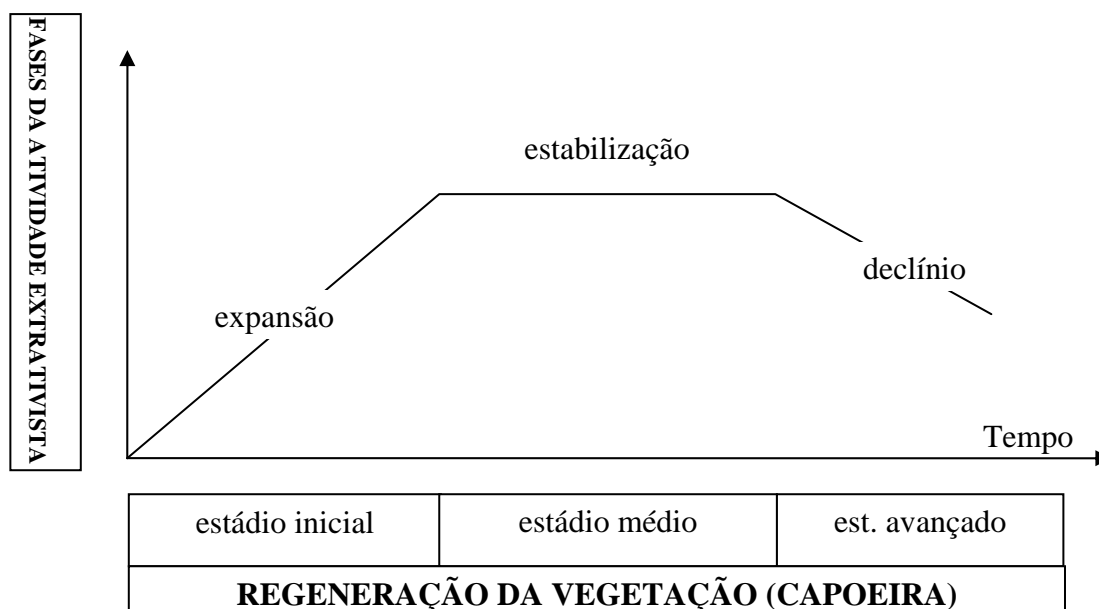 FASES DA ATIVIDADE EXTRATIVISTA
estabilização
declínio
expansão
Tempo
estádio inicial
estádio médio
est. avançado
REGENERAÇÃO DA VEGETAÇÃO (CAPOEIRA)